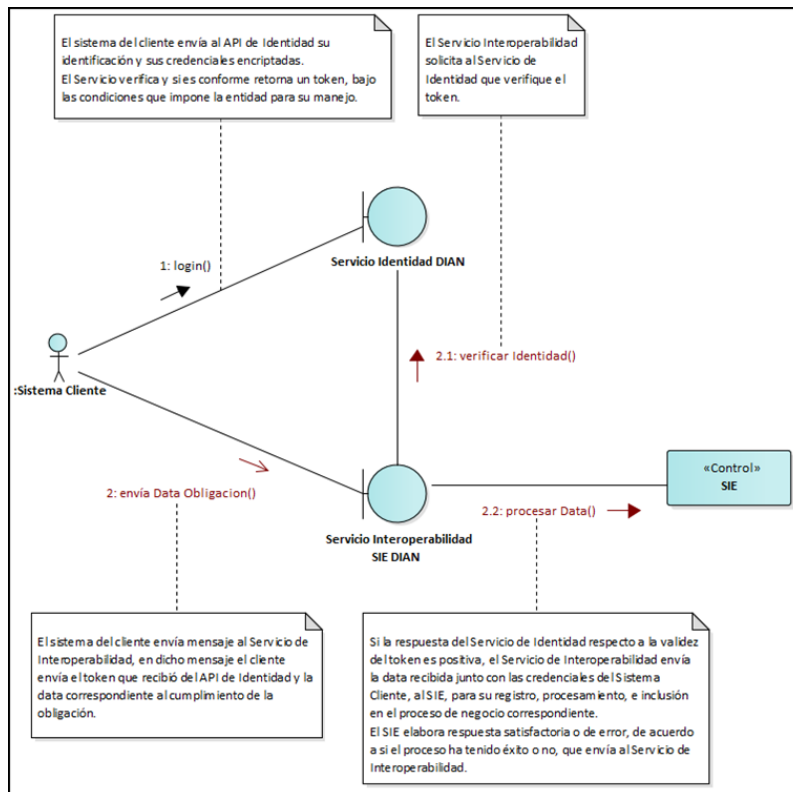 El sistema del cliente envía al API de Identidad su
identificación y sus credenciales encriptadas.
El Servicio verifica y si es conforme retorna un token, bajo
las condiciones que impone la entidad para su manejo.
El Servicio Interoperabilidad
solicita al Servicio de
Identidad que verifique el
token.
Servicio Identidad DIAN
1: login()
2.1: verificar Identidad()
:Sistema Cliente
«Control»
SIE
2: envía Data Obligacion()
2.2: procesar Data()
Servicio Interoperabilidad
SIE DIAN
El sistema del cliente envía mensaje al Servicio de
Interoperabilidad, en dicho mensaje el cliente
envía el token que recibió del API de Identidad y la
data correspondiente al cumplimiento de la
obligación.
Si la respuesta del Servicio de Identidad respecto a la validez
del token es positiva, el Servicio de Interoperabilidad envía
la data recibida junto con las credenciales del Sistema
Cliente, al SIE, para su registro, procesamiento, e inclusión
en el proceso de negocio correspondiente.
El SIE elabora respuesta satisfactoria o de error, de acuerdo
a si el proceso ha tenido éxito o no, que envía al Servicio de
Interoperabilidad.